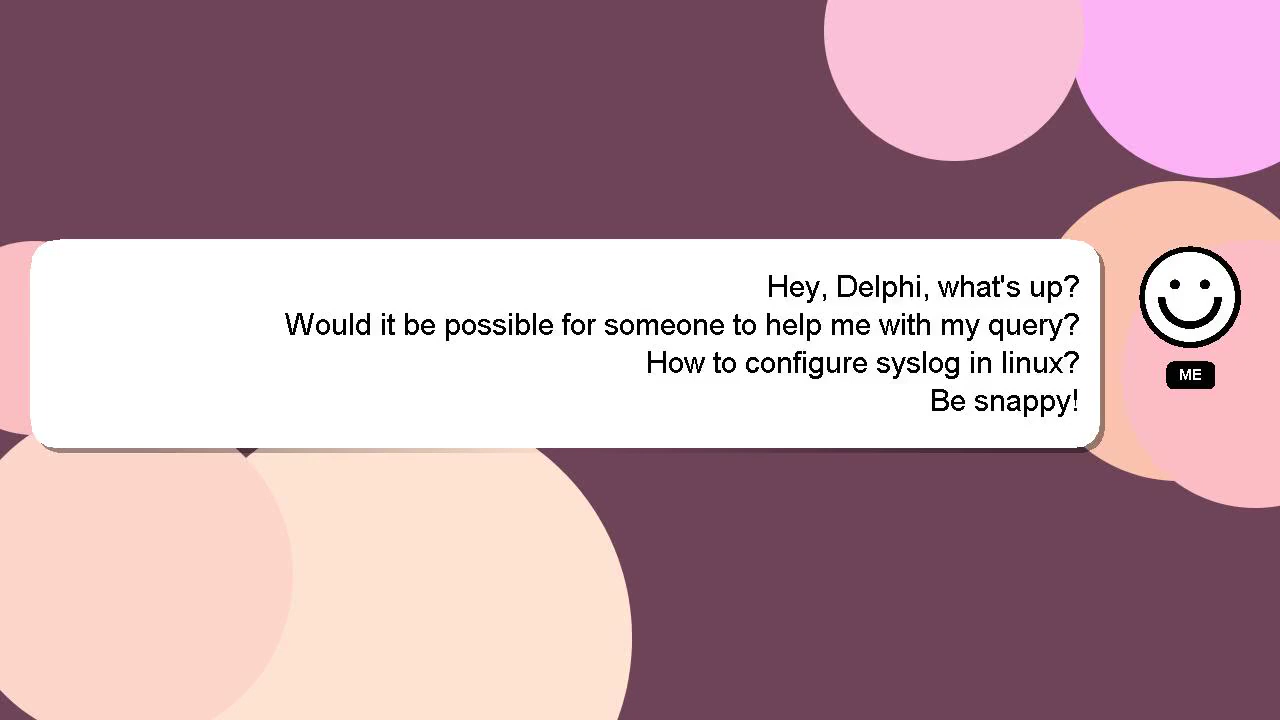 Hey, Delphi, what's up?
Would it be possible for someone to help me with my query?
How to configure syslog in linux?
Be snappy!
ME